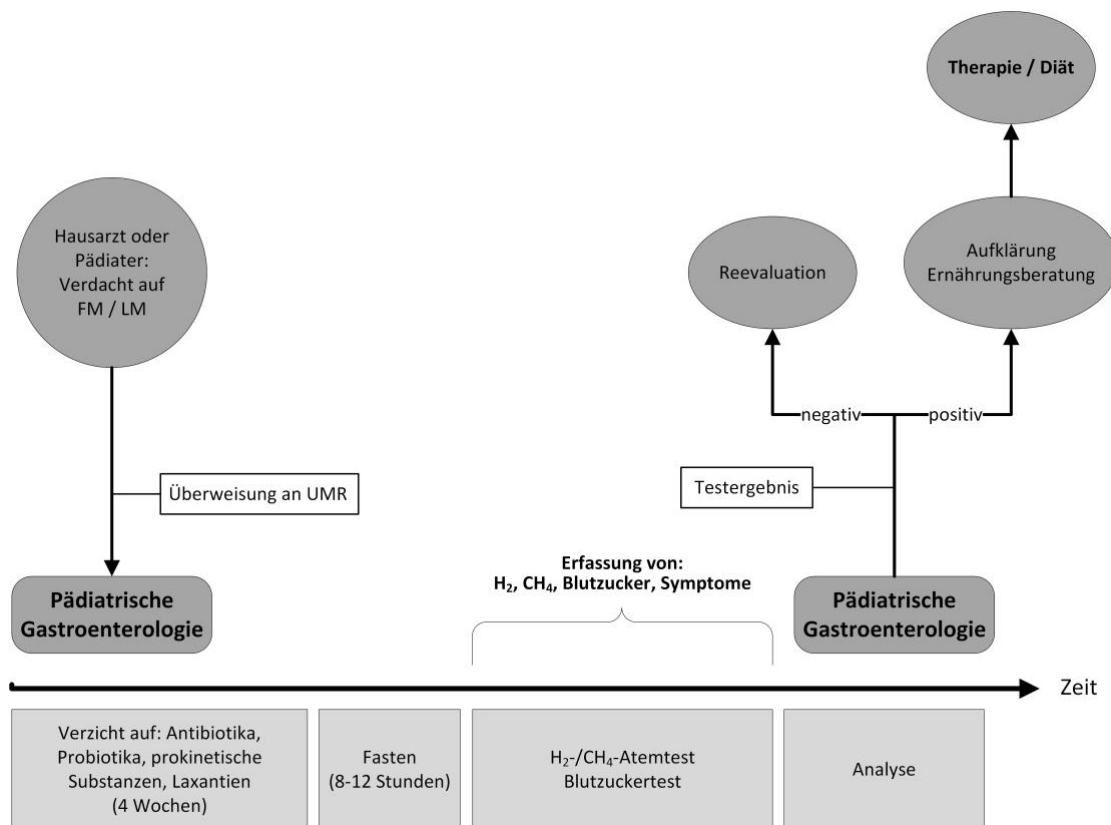 Therapie / Diät
Hausarzt oder
Pädiater:
Verdacht auf
FM / LM
Reevaluation
Aufklärung
Ernährungsberatung
negativ
positiv
Überweisung an UMR
Testergebnis
Erfassung von:
H₂, CH₄, Blutzucker, Symptome
Pädiatrische
Gastroenterologie
Pädiatrische
Gastroenterologie
Zeit
Verzicht auf: Antibiotika,
Probiotika, prokinetische
Substanzen, Laxantien
(4 Wochen)
Fasten
(8-12 Stunden)
H₂-/CH₄-Atemtest
Blutzuckertest
Analyse